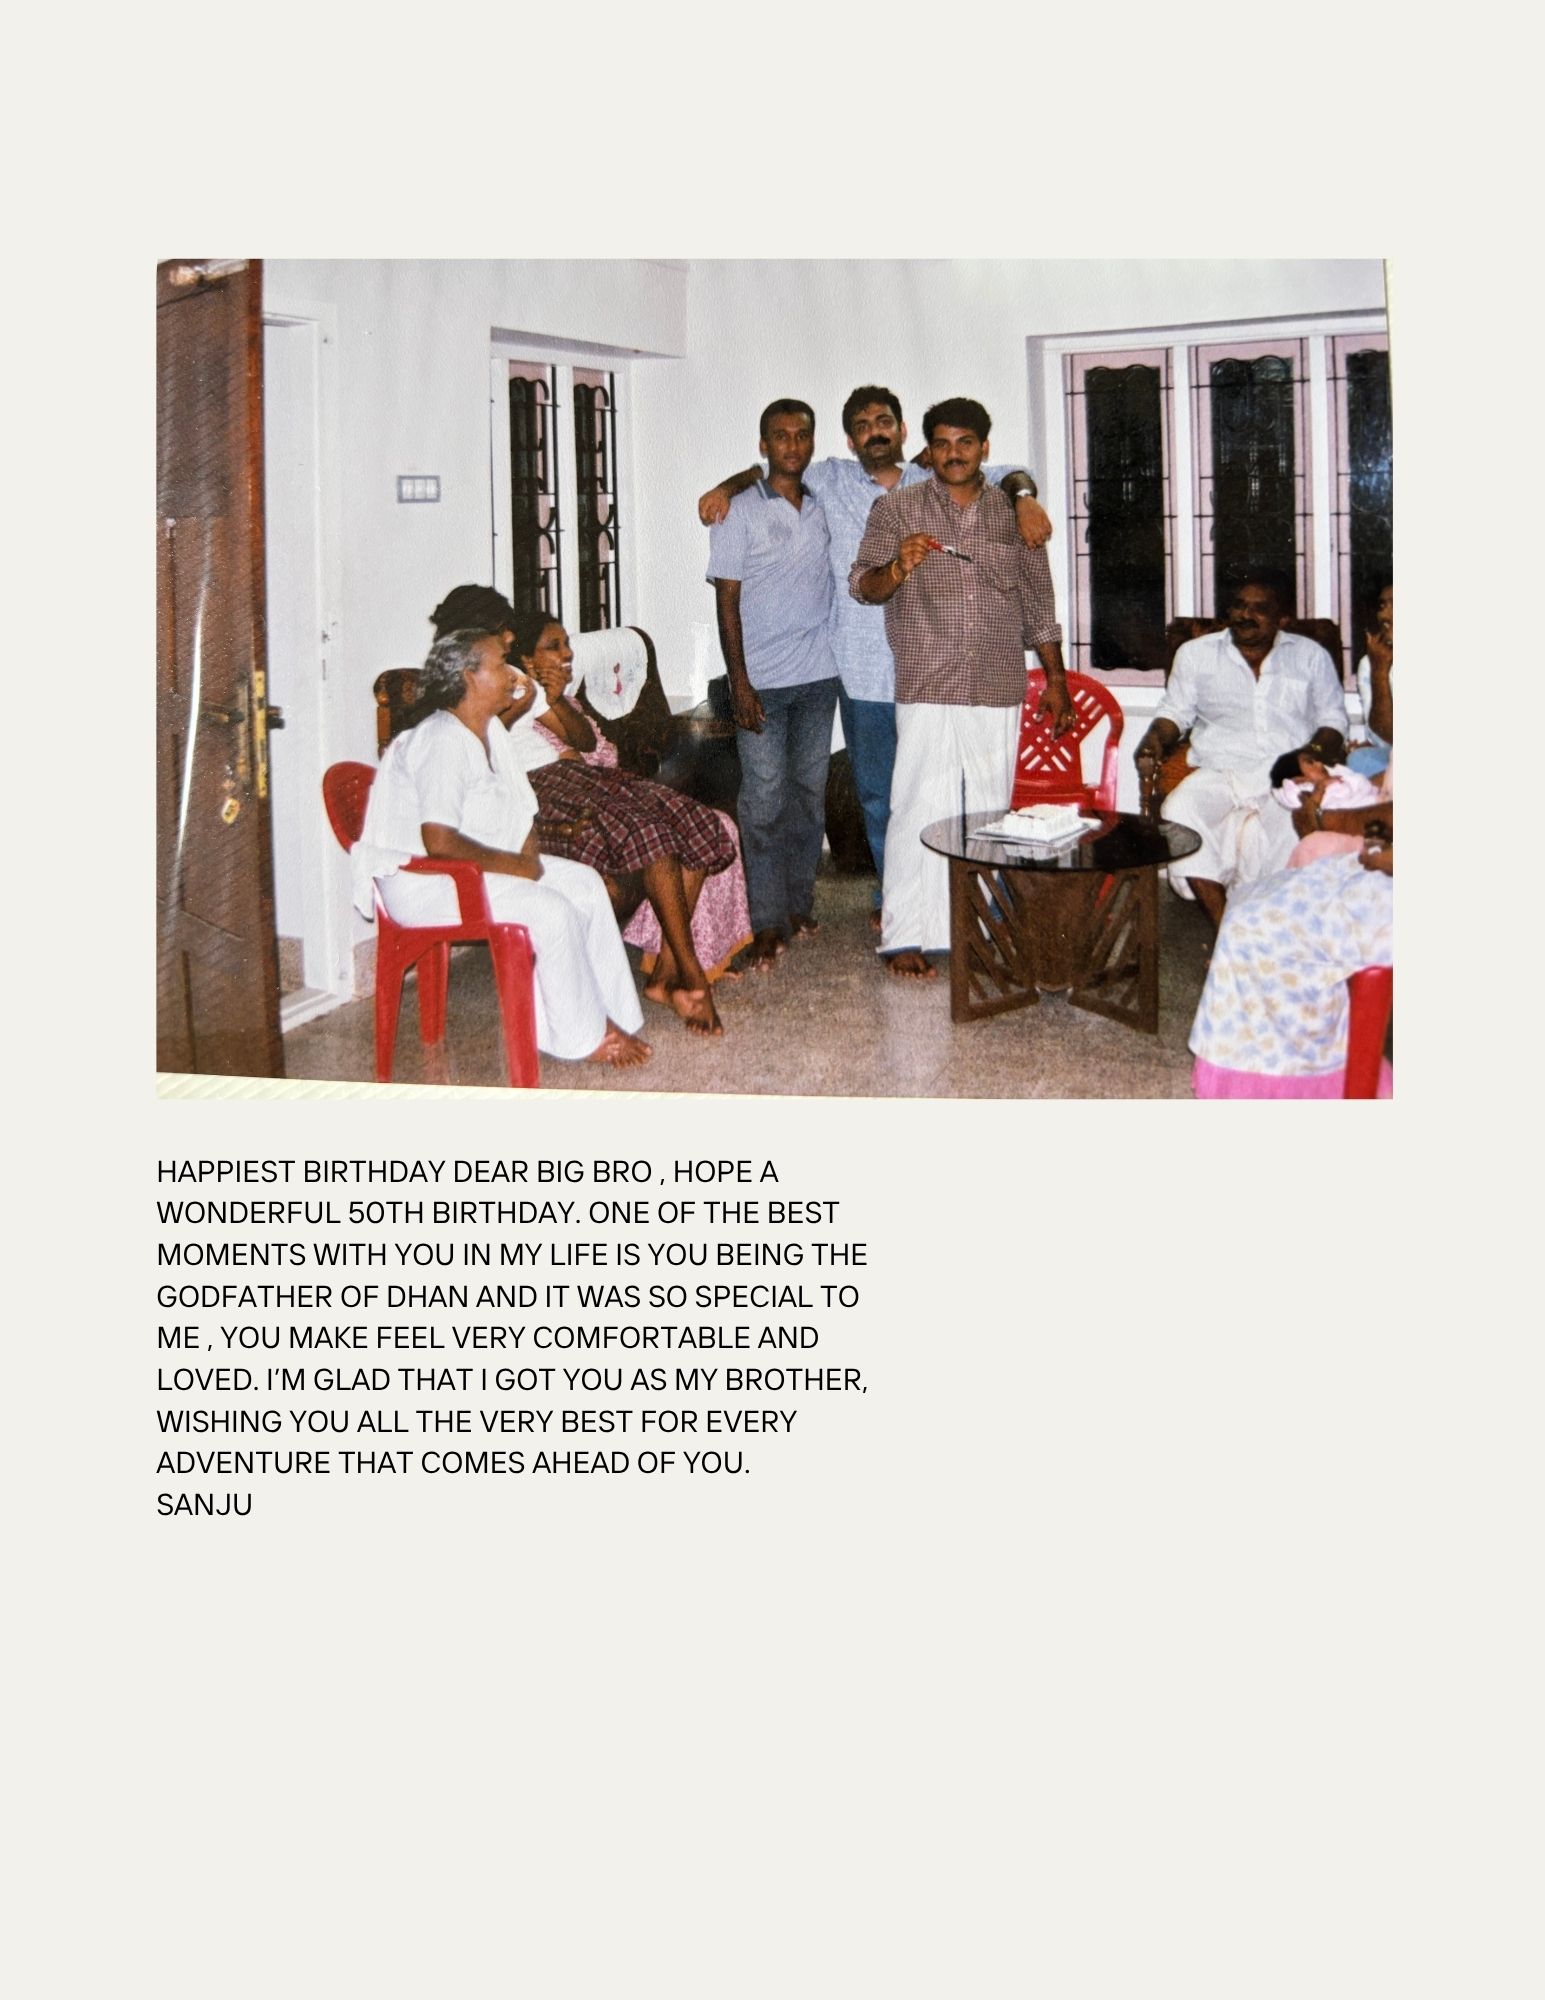 HAPPIEST BIRTHDAY DEAR BIG BRO , HOPE A
WONDERFUL 50TH BIRTHDAY. ONE OF THE BEST
MOMENTS WITH YOU IN MY LIFE IS YOU BEING THE
GODFATHER OF DHAN AND IT WAS SO SPECIAL TO
ME , YOU MAKE FEEL VERY COMFORTABLE AND
LOVED. I'M GLAD THAT I GOT YOU AS MY BROTHER,
WISHING YOU ALL THE VERY BEST FOR EVERY
ADVENTURE THAT COMES AHEAD OF YOU.
SANJU